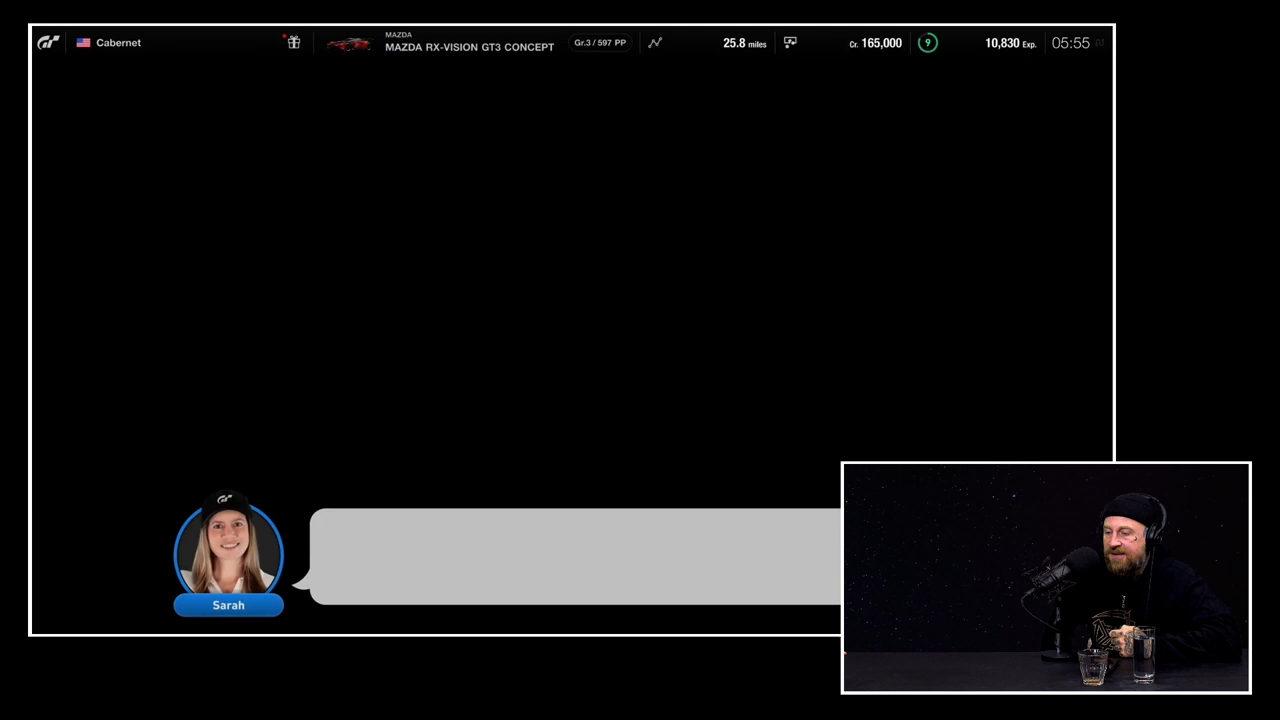 Cabernet
MAZDA
MAZDA RX-VISION GT3 CONCEPT
Gr.3 / 597 PP
25.8 miles
Cr. 165,000
9
10,830 Exp.
05:55
Sarah